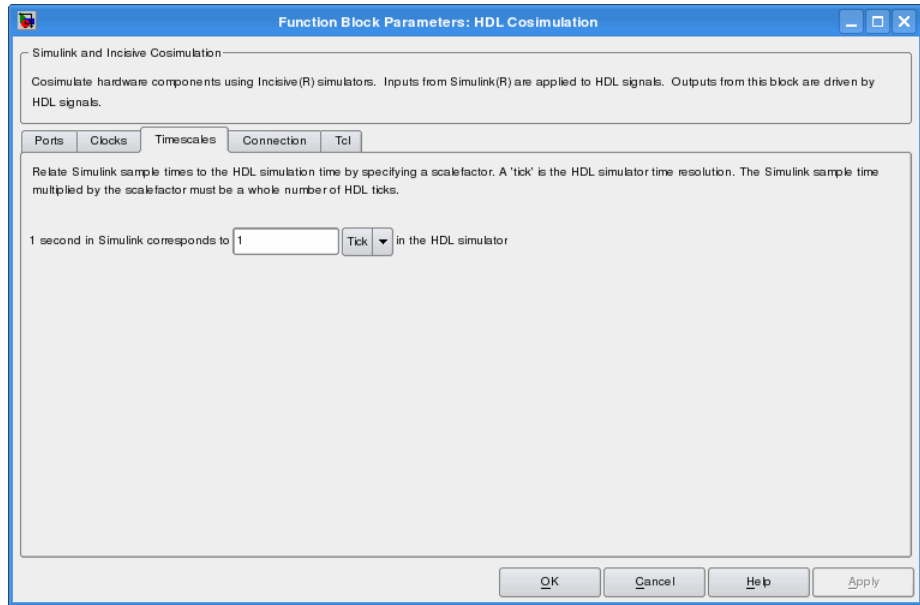 Function Block Parameters: HDL Cosimulation
Simulink and Incisive Cosimulation
Cosimulate hardware components using Incisive(R) simulators. Inputs from Simulink(R) are applied to HDL signals. Outputs from this block are driven by
HDL signals.
Ports Clocks Timescales Connection Tcl
Relate Simulink sample times to the HDL simulation time by specifying a scalefactor. A 'tick' is the HDL simulator time resolution. The Simulink sample time
multiplied by the scalefactor must be a whole number of HDL ticks.
1 second in Simulink corresponds to 1 Tick in the HDL simulator
OK Cancel Help Apply